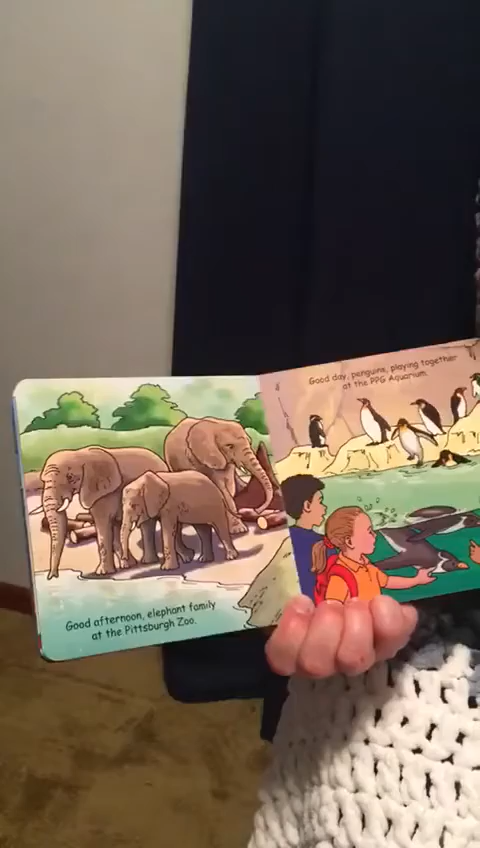 Good afternoon, elephant family
at the Pittsburgh Zoo.
Good day, penguins, playing together
at the PPG Aquarium.